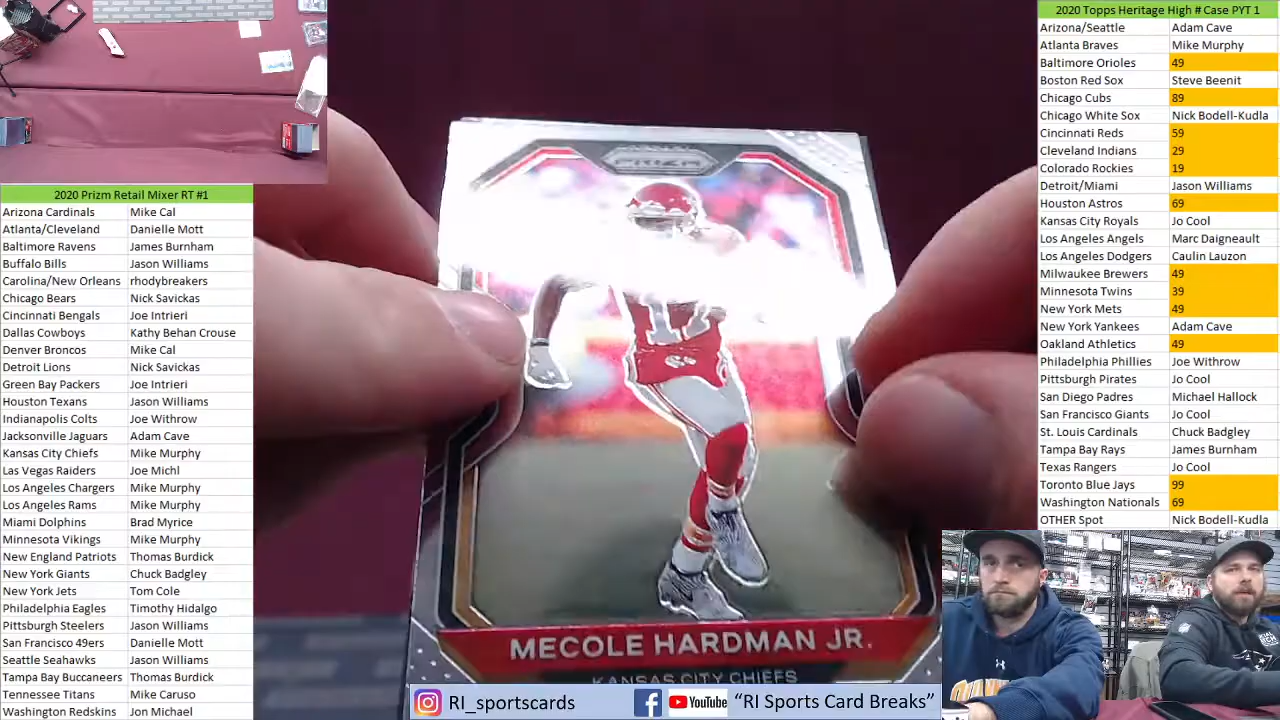 2020 Prizm Retail Mixer RT #1
Arizona Cardinals Mike Cal
Atlanta/Cleveland Danielle Mott
Baltimore Ravens James Burnham
Buffalo Bills Jason Williams
Carolina/New Orleans rhodybreakers
Chicago Bears Nick Savickas
Cincinnati Bengals Joe Intrieri
Dallas Cowboys Kathy Behan Crouse
Denver Broncos Mike Cal
Detroit Lions Nick Savickas
Green Bay Packers Joe Intrieri
Houston Texans Jason Williams
Indianapolis Colts Joe Withrow
Jacksonville Jaguars Adam Cave
Kansas City Chiefs Mike Murphy
Las Vegas Raiders Joe Michl
Los Angeles Chargers Mike Murphy
Los Angeles Rams Mike Murphy
Miami Dolphins Brad Myrice
Minnesota Vikings Mike Murphy
New England Patriots Thomas Burdick
New York Giants Chuck Badgley
New York Jets Tom Cole
Philadelphia Eagles Timothy Hidalgo
Pittsburgh Steelers Jason Williams
San Francisco 49ers Danielle Mott
Seattle Seahawks Jason Williams
Tampa Bay Buccaneers Thomas Burdick
Tennessee Titans Mike Caruso
Washington Redskins Jon Michael
PRIZM
MECOLE HARDMAN JR.
KANSAS CITY CHIEFS
RI_sportscards YouTube "RI Sports Card Breaks"
2020 Topps Heritage High # Case PYT 1
Arizona/Seattle Adam Cave
Atlanta Braves Mike Murphy
Baltimore Orioles 49
Boston Red Sox Steve Beenit
Chicago Cubs 89
Chicago White Sox Nick Bodell-Kudla
Cincinnati Reds 59
Cleveland Indians 29
Colorado Rockies 19
Detroit/Miami Jason Williams
Houston Astros 69
Kansas City Royals Jo Cool
Los Angeles Angels Marc Daigneault
Los Angeles Dodgers Caulin Lauzon
Milwaukee Brewers 49
Minnesota Twins 39
New York Mets 49
New York Yankees Adam Cave
Oakland Athletics 49
Philadelphia Phillies Joe Withrow
Pittsburgh Pirates Jo Cool
San Diego Padres Michael Hallock
San Francisco Giants Jo Cool
St. Louis Cardinals Chuck Badgley
Tampa Bay Rays James Burnham
Texas Rangers Jo Cool
Toronto Blue Jays 99
Washington Nationals 69
OTHER Spot Nick Bodell-Kudla